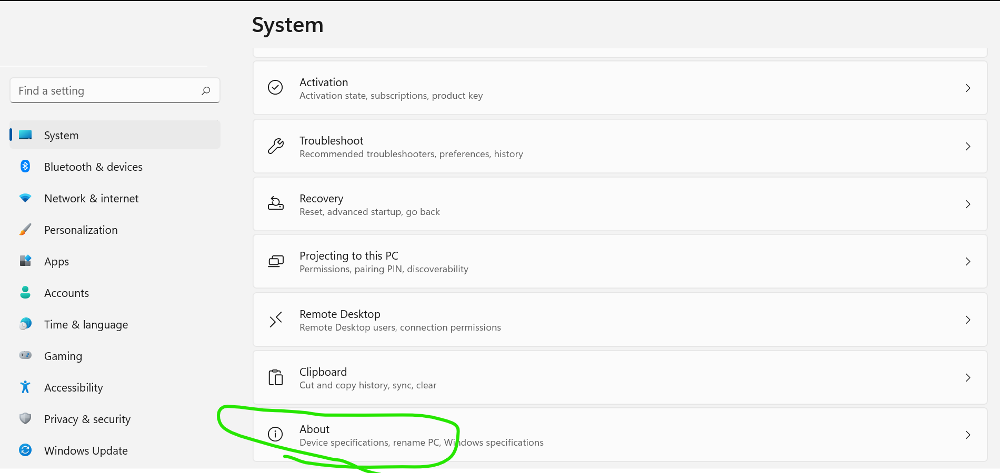 System
Find a setting
System
Bluetooth & devices
Network & internet
Personalization
Apps
Accounts
Time & language
Gaming
Accessibility
Privacy & security
Windows Update
Activation
Activation state, subscriptions, product key
Troubleshoot
Recommended troubleshooters, preferences, history
Recovery
Reset, advanced startup, go back
Projecting to this PC
Permissions, pairing PIN, discoverability
Remote Desktop
Remote Desktop users, connection permissions
Clipboard
Cut and copy history, sync, clear
About
Device specifications, rename PC, Windows specifications